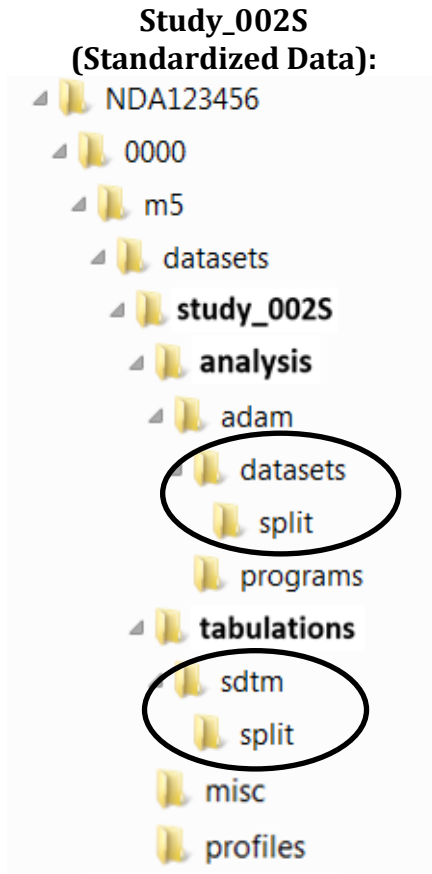 Study_002S
(Standardized Data):
NDA123456
0000
m5
datasets
study_002S
analysis
adam
datasets
split
programs
tabulations
sdtm
split
misc
profiles